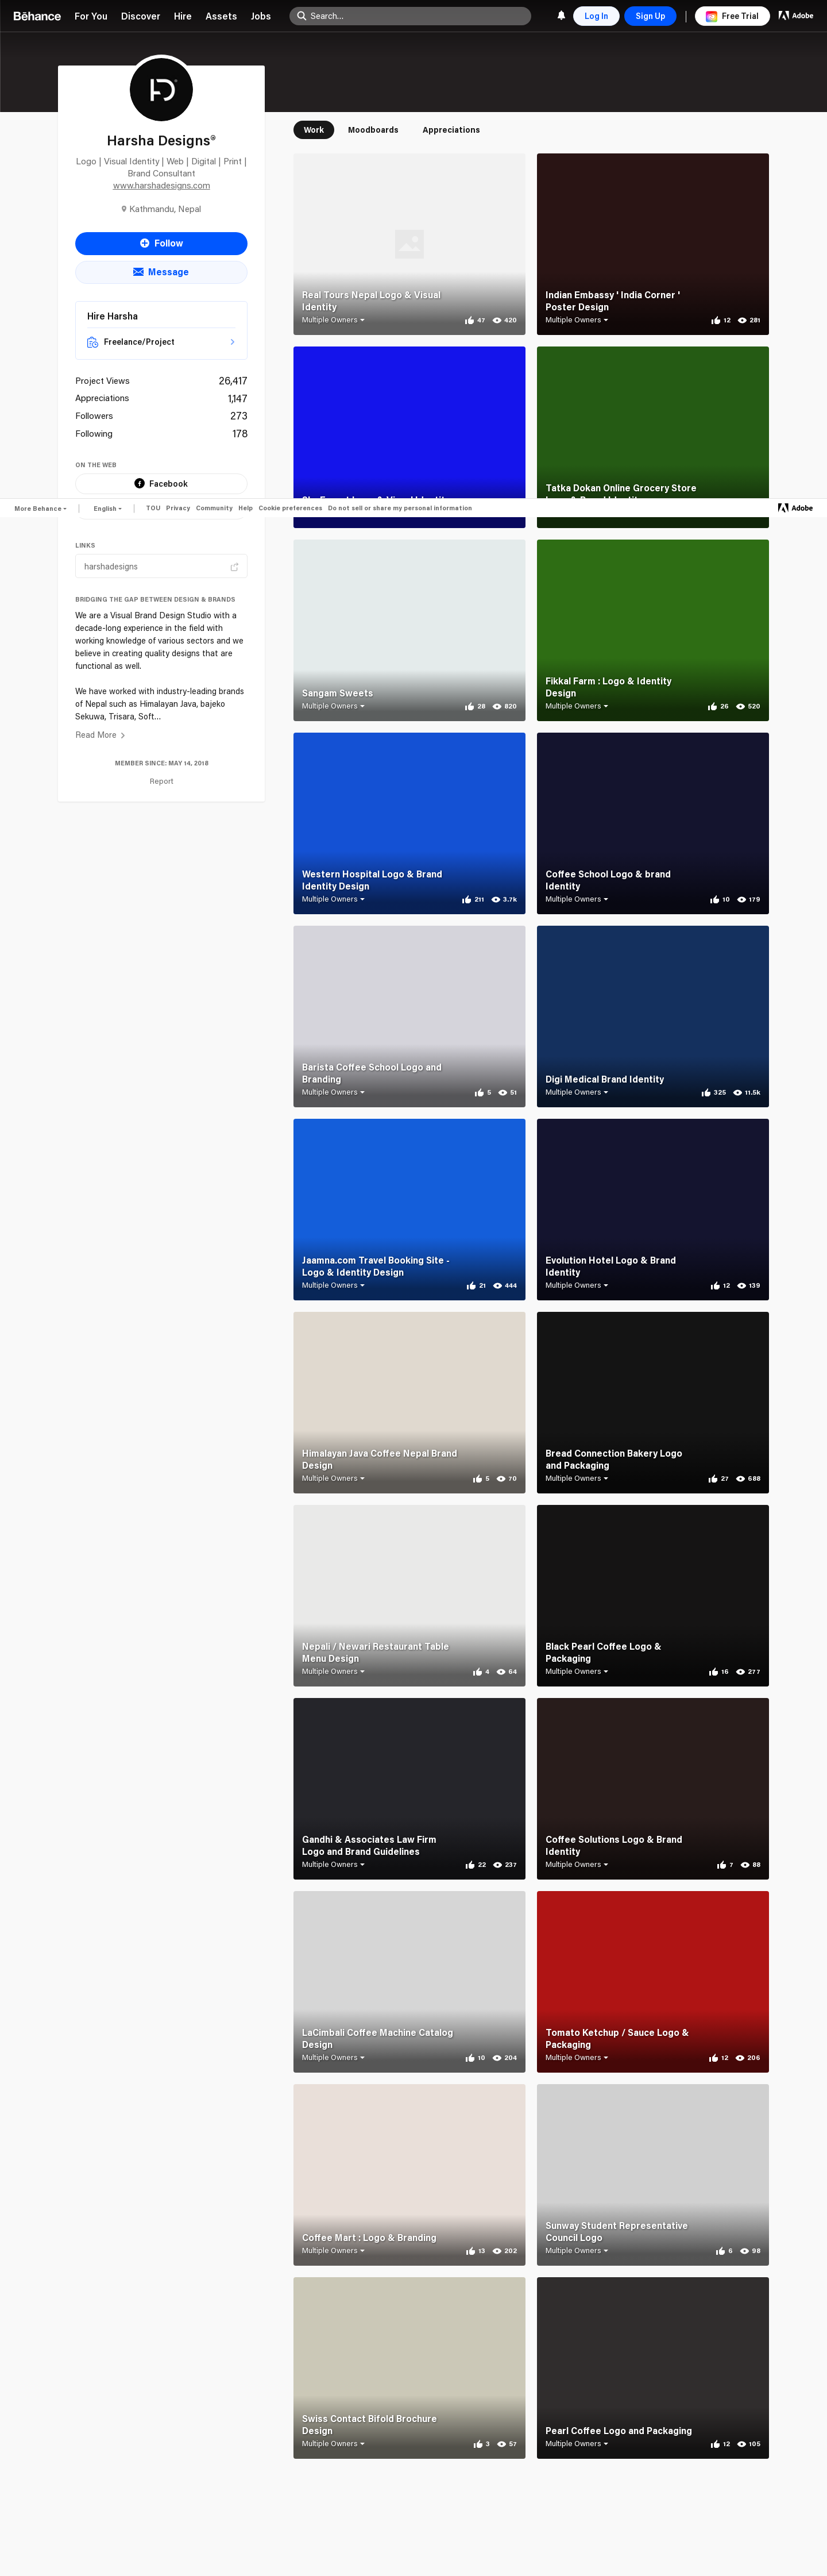 Bēhance
For You
Discover
Hire
Assets
Jobs
Search...
Log In
Sign Up
Free Trial
Adobe
Harsha Designs®
Logo | Visual Identity | Web | Digital | Print |
Brand Consultant
www.harshadesigns.com
Kathmandu, Nepal
Follow
Message
Hire Harsha
Freelance/Project
Project Views 26,417
Appreciations 1,147
Followers 273
Following 178
ON THE WEB
Facebook
More Behance
English
TOU
Privacy
Community
Help
Cookie preferences
Do not sell or share my personal information
Adobe
LINKS
harshadesigns
BRIDGING THE GAP BETWEEN DESIGN & BRANDS
We are a Visual Brand Design Studio with a
decade-long experience in the field with
working knowledge of various sectors and we
believe in creating quality designs that are
functional as well.
We have worked with industry-leading brands
of Nepal such as Himalayan Java, bajeko
Sekuwa, Trisara, Soft...
Read More
MEMBER SINCE: MAY 14, 2018
Report
Work
Moodboards
Appreciations
Real Tours Nepal Logo & Visual
Identity
Multiple Owners 47 420
Indian Embassy ' India Corner '
Poster Design
Multiple Owners 12 281
Tatka Dokan Online Grocery Store
Sangam Sweets
Multiple Owners 28 820
Fikkal Farm : Logo & Identity
Design
Multiple Owners 26 520
Western Hospital Logo & Brand
Identity Design
Multiple Owners 211 3.7k
Coffee School Logo & brand
Identity
Multiple Owners 10 179
Barista Coffee School Logo and
Branding
Multiple Owners 5 51
Digi Medical Brand Identity
Multiple Owners 325 11.5k
Jaamna.com Travel Booking Site -
Logo & Identity Design
Multiple Owners 21 444
Evolution Hotel Logo & Brand
Identity
Multiple Owners 12 139
Himalayan Java Coffee Nepal Brand
Design
Multiple Owners 5 70
Bread Connection Bakery Logo
and Packaging
Multiple Owners 27 688
Nepali / Newari Restaurant Table
Menu Design
Multiple Owners 4 64
Black Pearl Coffee Logo &
Packaging
Multiple Owners 16 277
Gandhi & Associates Law Firm
Logo and Brand Guidelines
Multiple Owners 22 237
Coffee Solutions Logo & Brand
Identity
Multiple Owners 7 88
LaCimbali Coffee Machine Catalog
Design
Multiple Owners 10 204
Tomato Ketchup / Sauce Logo &
Packaging
Multiple Owners 12 206
Coffee Mart : Logo & Branding
Multiple Owners 13 202
Sunway Student Representative
Council Logo
Multiple Owners 6 98
Swiss Contact Bifold Brochure
Design
Multiple Owners 3 57
Pearl Coffee Logo and Packaging
Multiple Owners 12 105